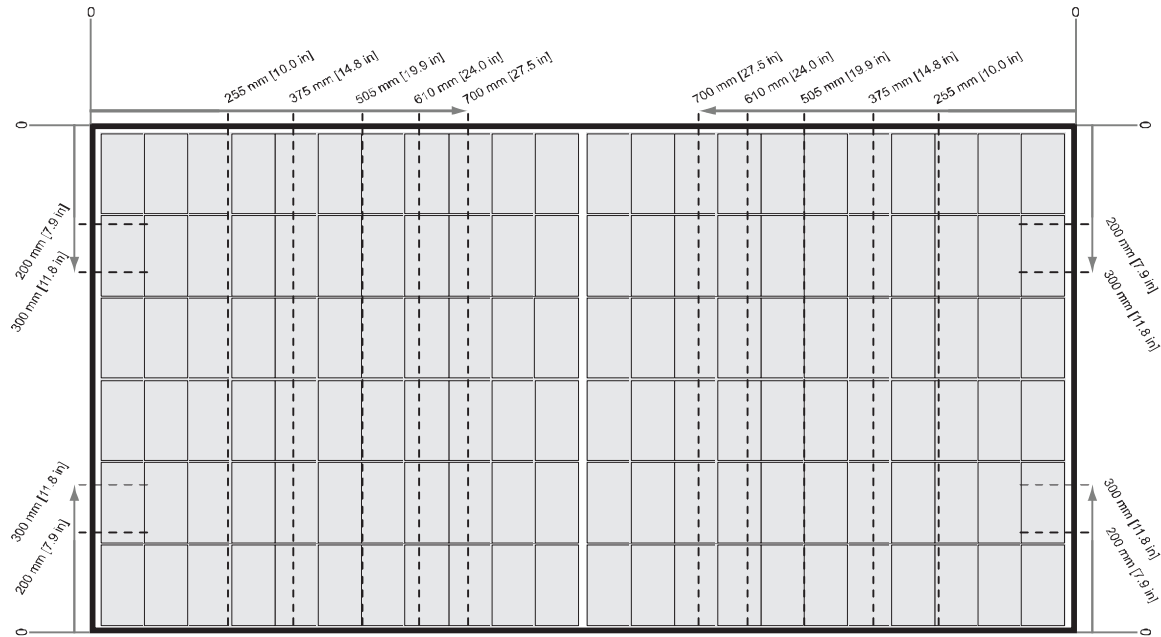 0
0
255 mm [10.0 in]
375 mm [14.8 in]
505 mm [19.9 in]
610 mm [24.0 in]
700 mm [27.5 in]
700 mm [27.5 in]
610 mm [24.0 in]
505 mm [19.9 in]
375 mm [14.8 in]
255 mm [10.0 in]
0
0
200 mm [7.9 in]
300 mm [11.8 in]
200 mm [7.9 in]
300 mm [11.8 in]
300 mm [11.8 in]
200 mm [7.9 in]
300 mm [11.8 in]
200 mm [7.9 in]
0
0